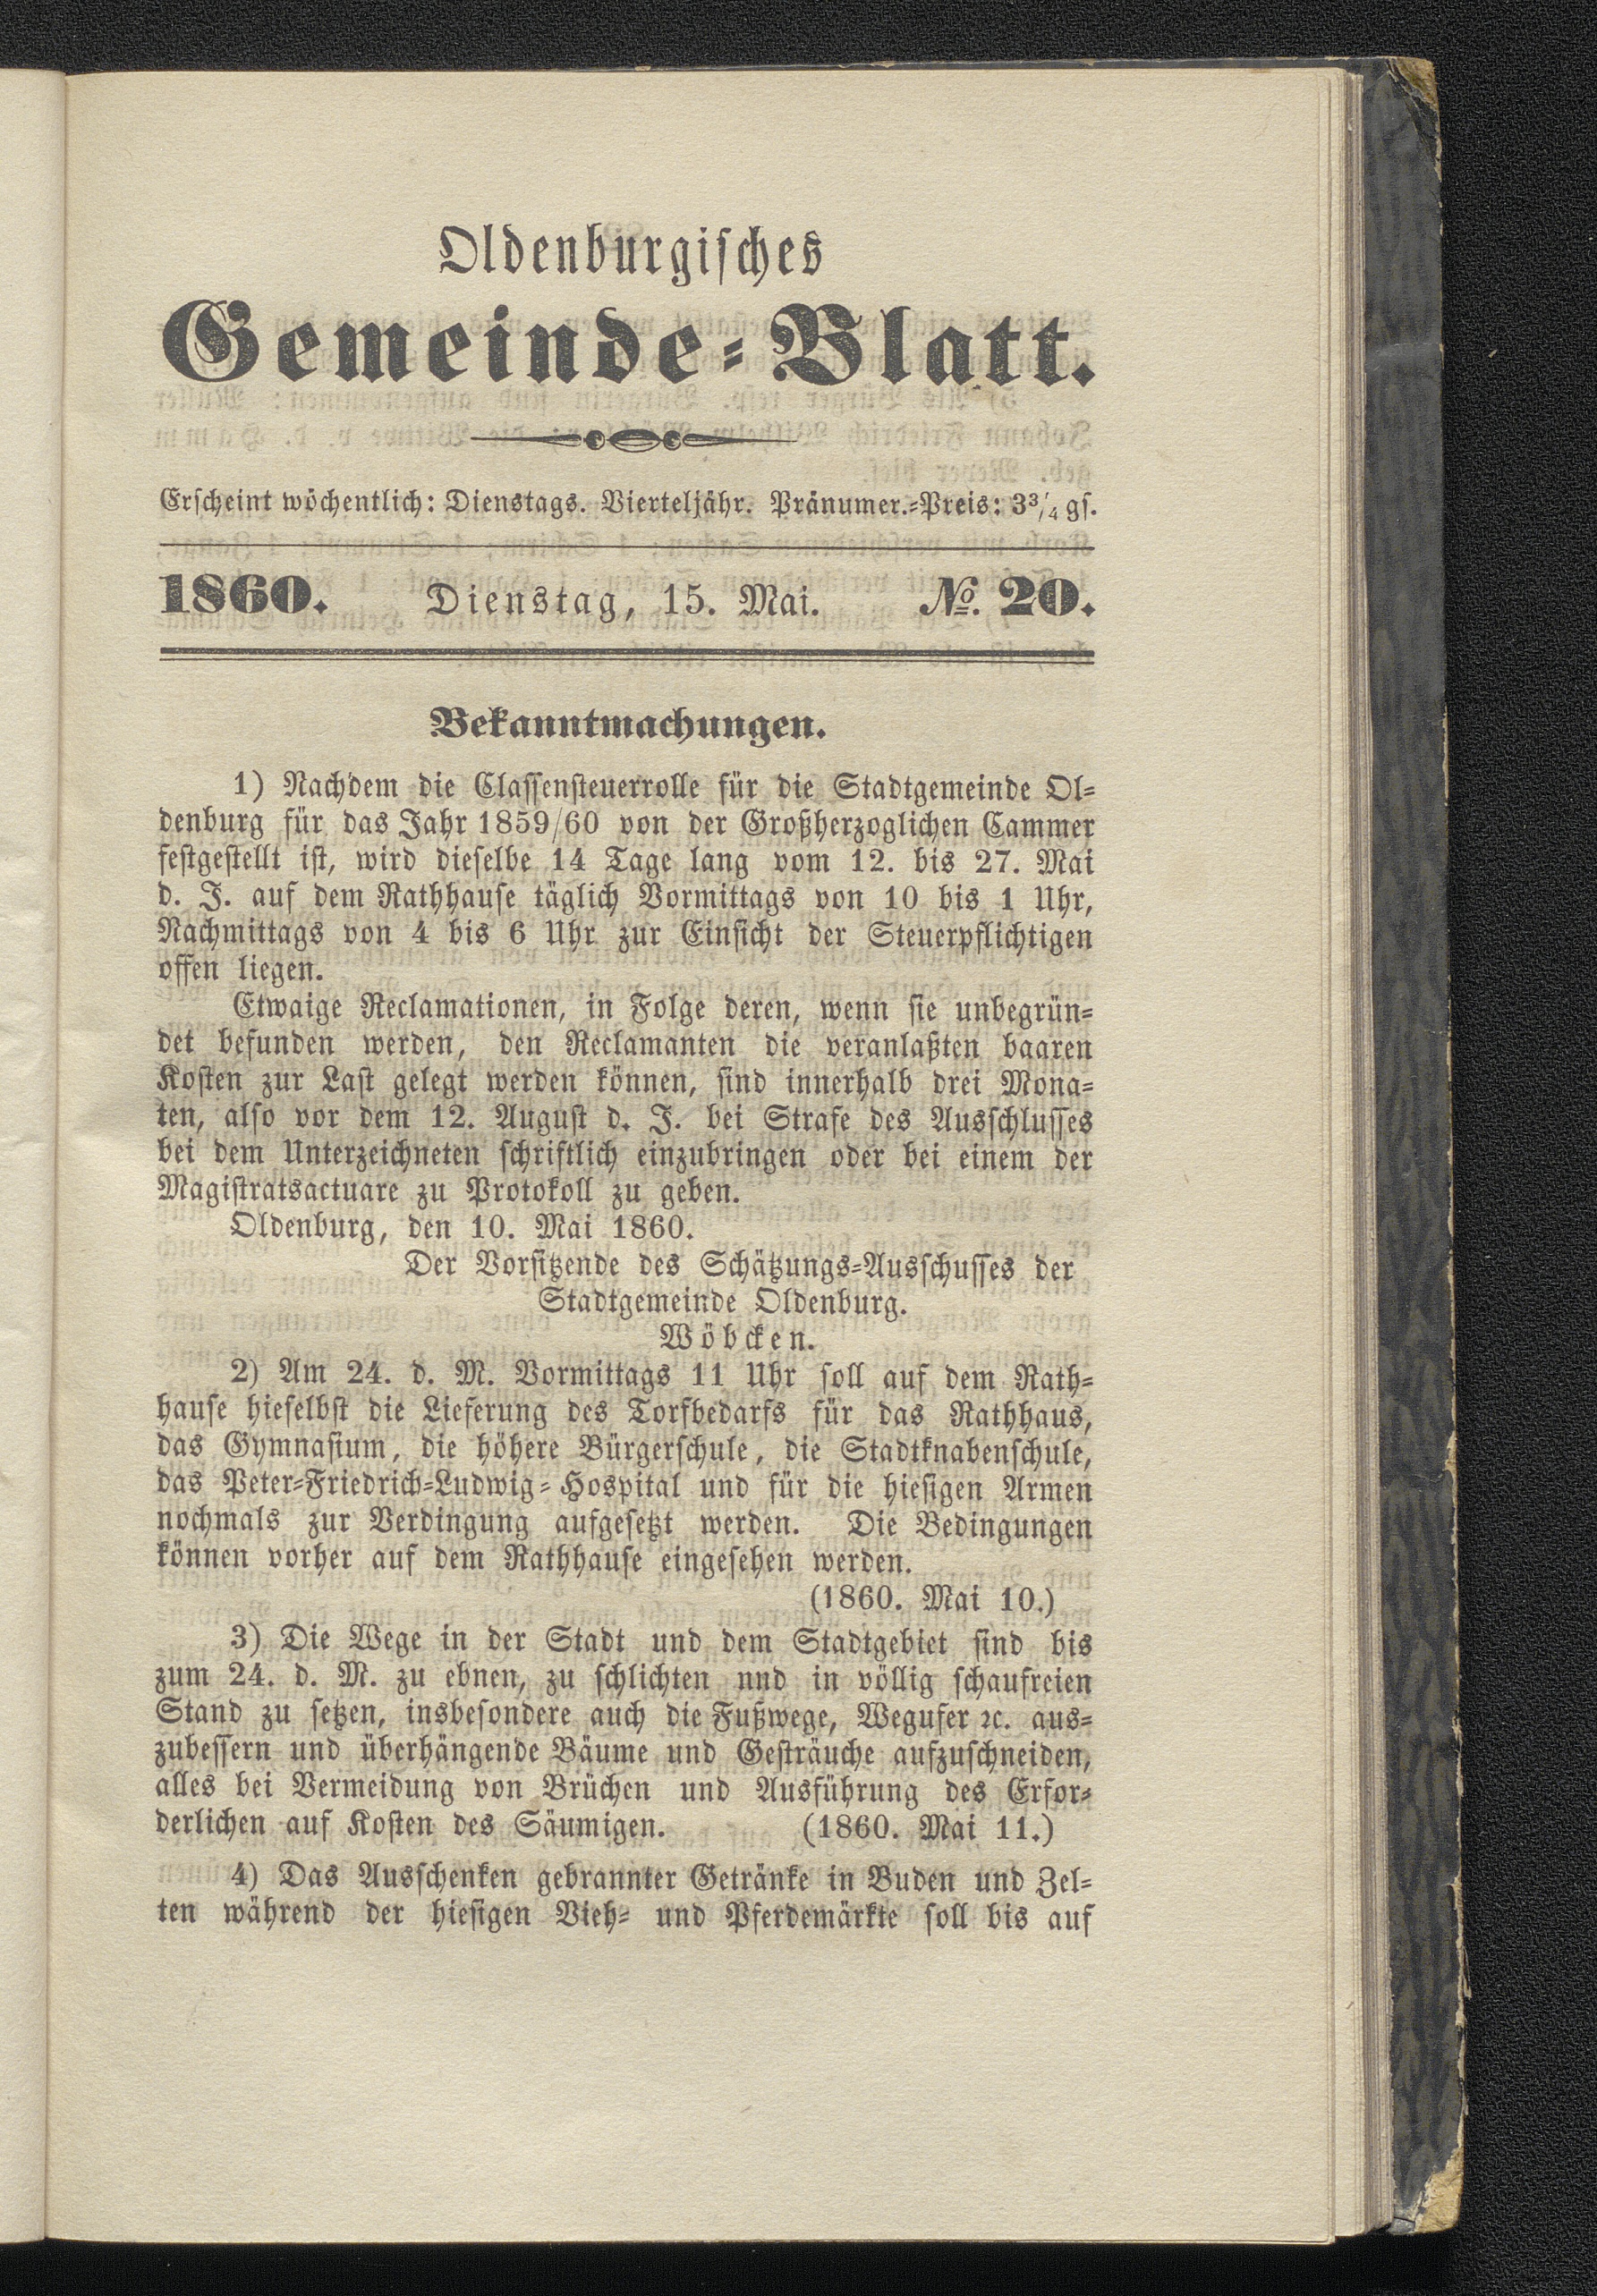 Oldenburgisches
Gemeinde-Blatt.
Erscheint wöchentlich: Dienstags. Vierteljähr. Pränumer.-Preis: 3 3/4 gs.
1860. Dienstag, 15. Mai. No. 20.
Bekanntmachungen.
1) Nachdem die Classensteuerrolle für die Stadtgemeinde Ol-
denburg für das Jahr 1859/60 von der Großherzoglichen Cammer
festgestellt ist, wird dieselbe 14 Tage lang vom 12. bis 27. Mai
d. J. auf dem Rathhause täglich Vormittags von 10 bis 1 Uhr,
Nachmittags von 4 bis 6 Uhr zur Einsicht der Steuerpflichtigen
offen liegen.
Etwaige Reclamationen, in Folge deren, wenn sie unbegrün-
det befunden werden, den Reclamanten die veranlaßten baaren
Kosten zur Last gelegt werden können, sind innerhalb drei Mona-
ten, also vor dem 12. August d. J. bei Strafe des Ausschlusses
bei dem Unterzeichneten schriftlich einzubringen oder bei einem der
Magistratsactuare zu Protokoll zu geben.
Oldenburg, den 10. Mai 1860.
Der Vorsitzende des Schätzungs-Ausschusses der
Stadtgemeinde Oldenburg.
Wöbcken.
2) Am 24. d. M. Vormittags 11 Uhr soll auf dem Rath-
hause hieselbst die Lieferung des Torfbedarfs für das Rathhaus,
das Gymnasium, die höhere Bürgerschule, die Stadtknabenschule,
das Peter-Friedrich-Ludwig-Hospital und für die hiesigen Armen
nochmals zur Verdingung aufgesetzt werden. Die Bedingungen
können vorher auf dem Rathhause eingesehen werden.
(1860. Mai 10.)
3) Die Wege in der Stadt und dem Stadtgebiet sind bis
zum 24. d. M. zu ebnen, zu schlichten nnd in völlig schaufreien
Stand zu setzen, insbesondere auch die Fußwege, Wegufer ꝛc. aus-
zubessern und überhängende Bäume und Gesträuche aufzuschneiden,
alles bei Vermeidung von Brüchen und Ausführung des Erfor-
derlichen auf Kosten des Säumigen. (1860. Mai 11.)
4) Das Ausschenken gebrannter Getränke in Buden und Zel-
ten während der hiesigen Vieh- und Pferdemärkte soll bis auf